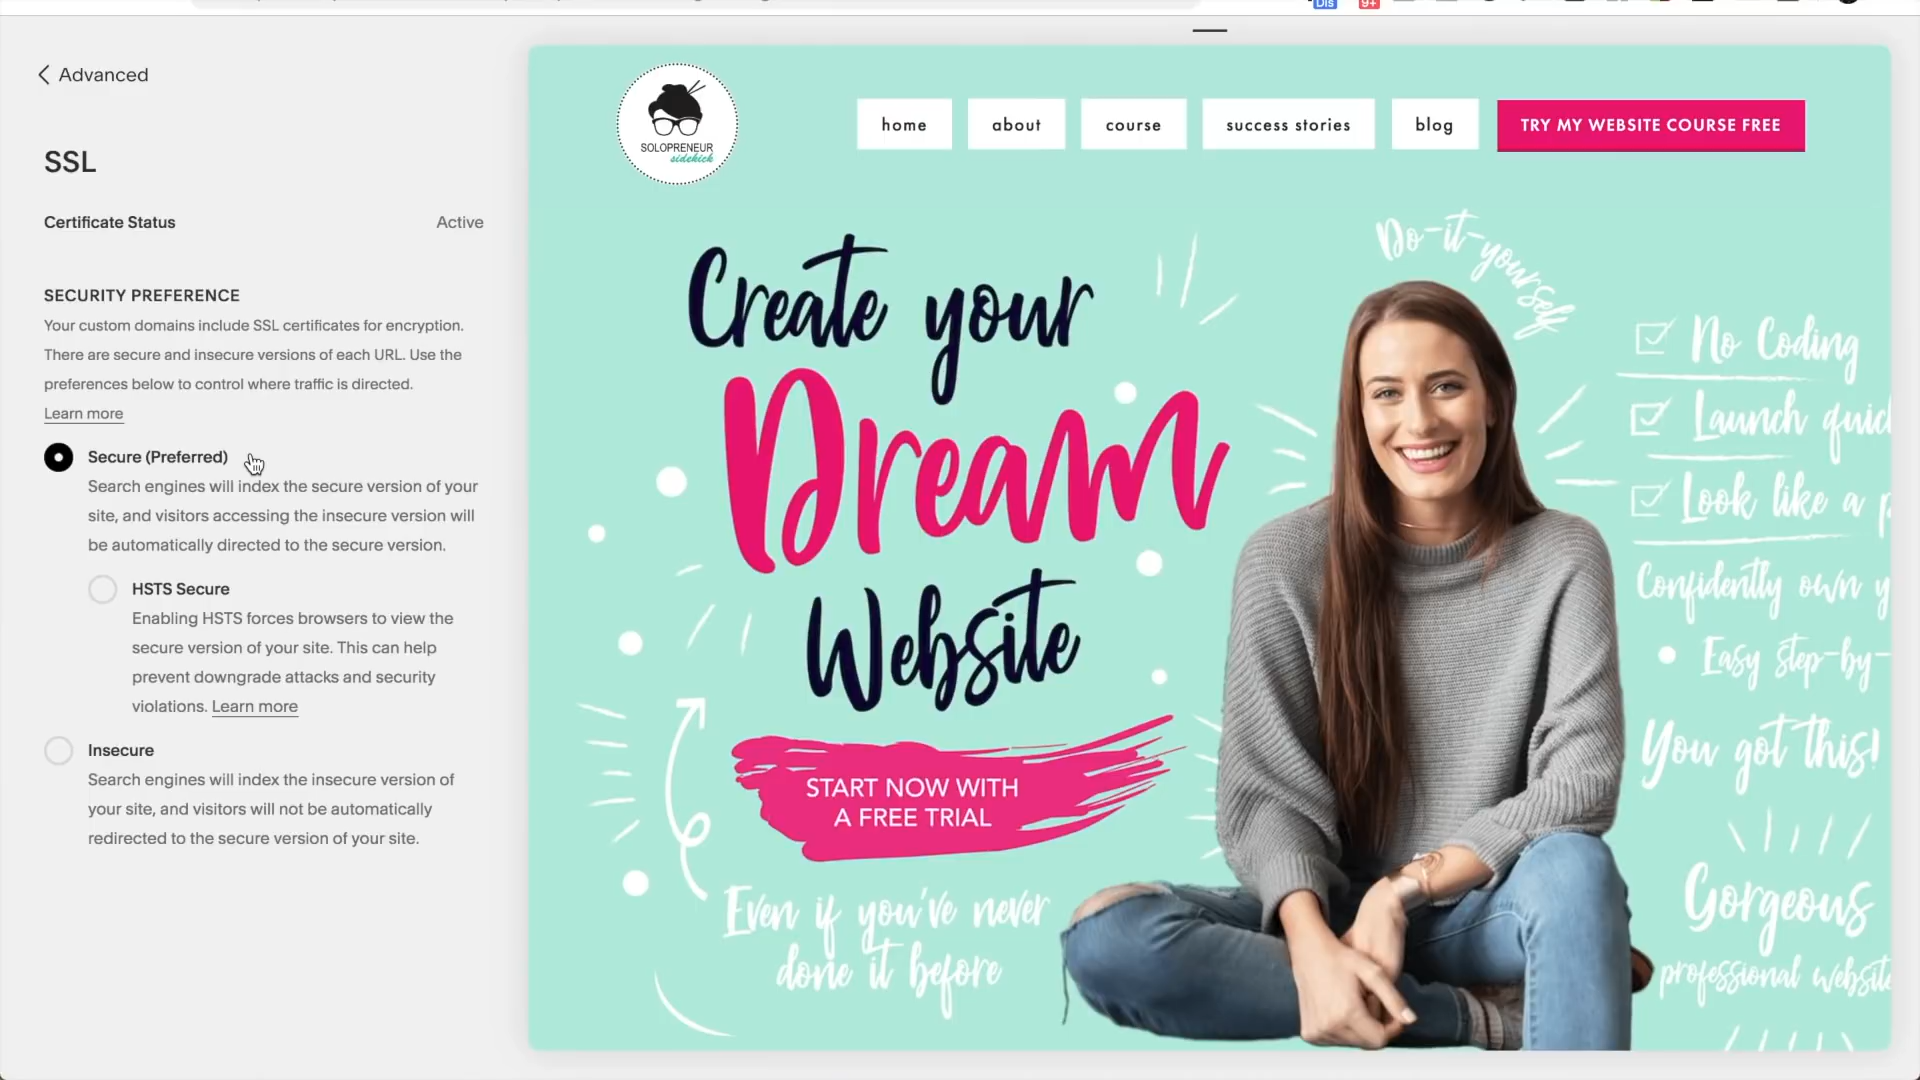 Dis
9+
Advanced
SSL
Certificate Status Active
SECURITY PREFERENCE
Your custom domains include SSL certificates for encryption.
There are secure and insecure versions of each URL. Use the
preferences below to control where traffic is directed.
Learn more
Secure (Preferred)
Search engines will index the secure version of your
site, and visitors accessing the insecure version will
be automatically directed to the secure version.
HSTS Secure
Enabling HSTS forces browsers to view the
secure version of your site. This can help
prevent downgrade attacks and security
violations. Learn more
Insecure
Search engines will index the insecure version of
your site, and visitors will not be automatically
redirected to the secure version of your site.
SOLOPRENEUR
sidekick
home about course success stories blog TRY MY WEBSITE COURSE FREE
Create your
Dream
Website
START NOW WITH
A FREE TRIAL
Even if you've never
done it before
Do-it-yourself
No Coding
Launch quic
Look like a p
Confidently own y
Easy step-by-
You got this!
Gorgeous
professional website